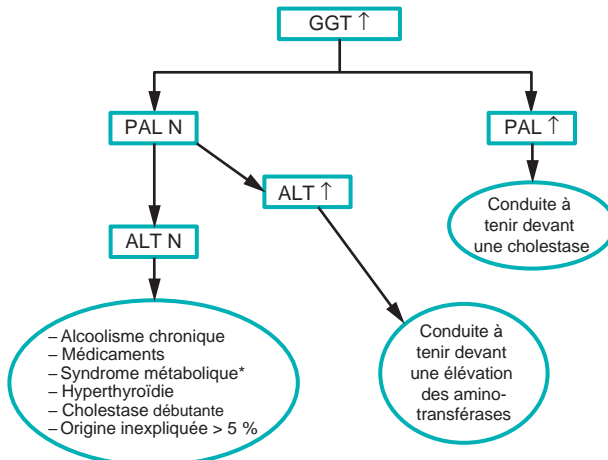 GGT ↑
PAL N
PAL ↑
ALT ↑
Conduite à
tenir devant
une cholestase
ALT N
– Alcoolisme chronique
– Médicaments
– Syndrome métabolique*
– Hyperthyroïdie
– Cholestase débutante
– Origine inexpliquée > 5 %
Conduite à
tenir devant
une élévation
des amino-
transférases